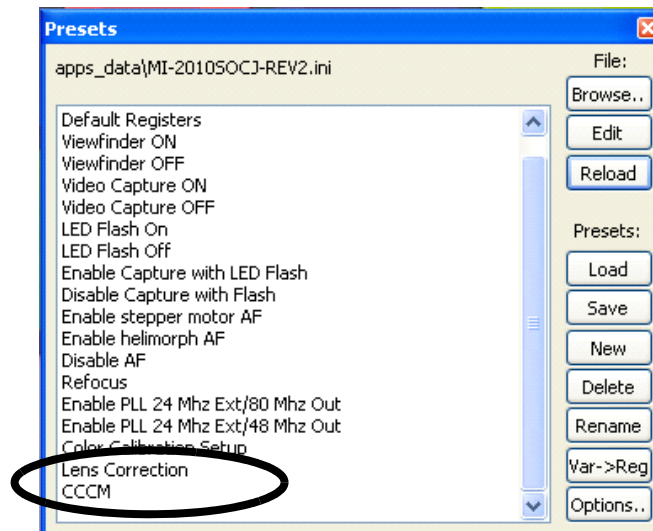 Presets
apps_data\MI-2010SOCJ-REV2.ini
File:
Browse..
Edit
Reload
Default Registers
Viewfinder ON
Viewfinder OFF
Video Capture ON
Video Capture OFF
LED Flash On
LED Flash Off
Enable Capture with LED Flash
Disable Capture with Flash
Enable stepper motor AF
Enable helimorph AF
Disable AF
Refocus
Enable PLL 24 Mhz Ext/80 Mhz Out
Enable PLL 24 Mhz Ext/48 Mhz Out
Color Calibration Setup
Lens Correction
CCCM
Presets:
Load
Save
New
Delete
Rename
Var->Reg
Options..